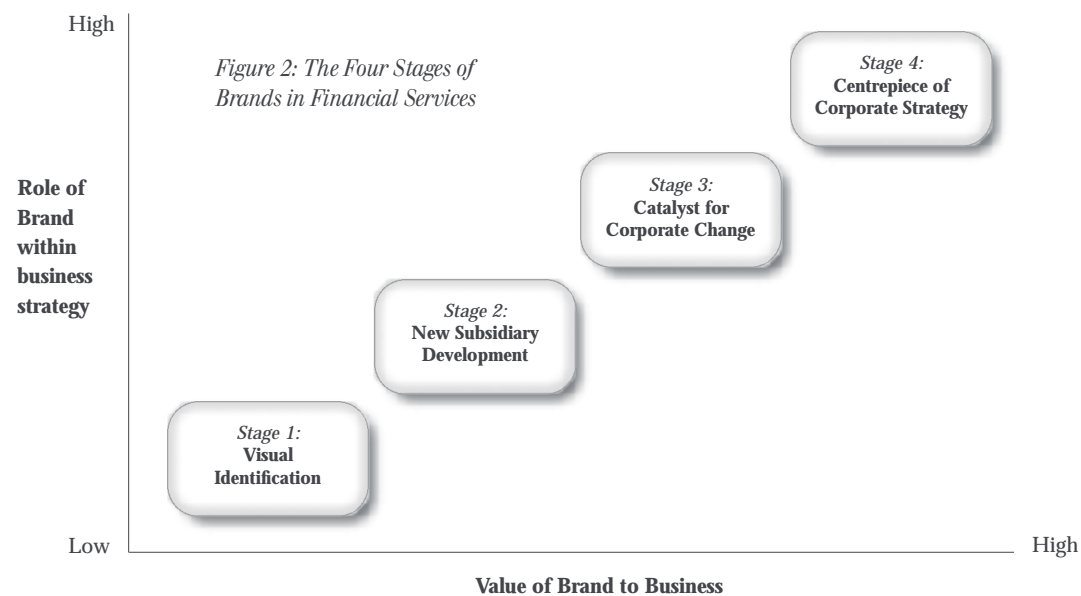 High
Figure 2: The Four Stages of
Brands in Financial Services
Stage 4:
Centrepiece of
Corporate Strategy
Role of
Brand
within
business
strategy
Stage 3:
Catalyst for
Corporate Change
Stage 2:
New Subsidiary
Development
Stage 1:
Visual
Identification
Low
High
Value of Brand to Business